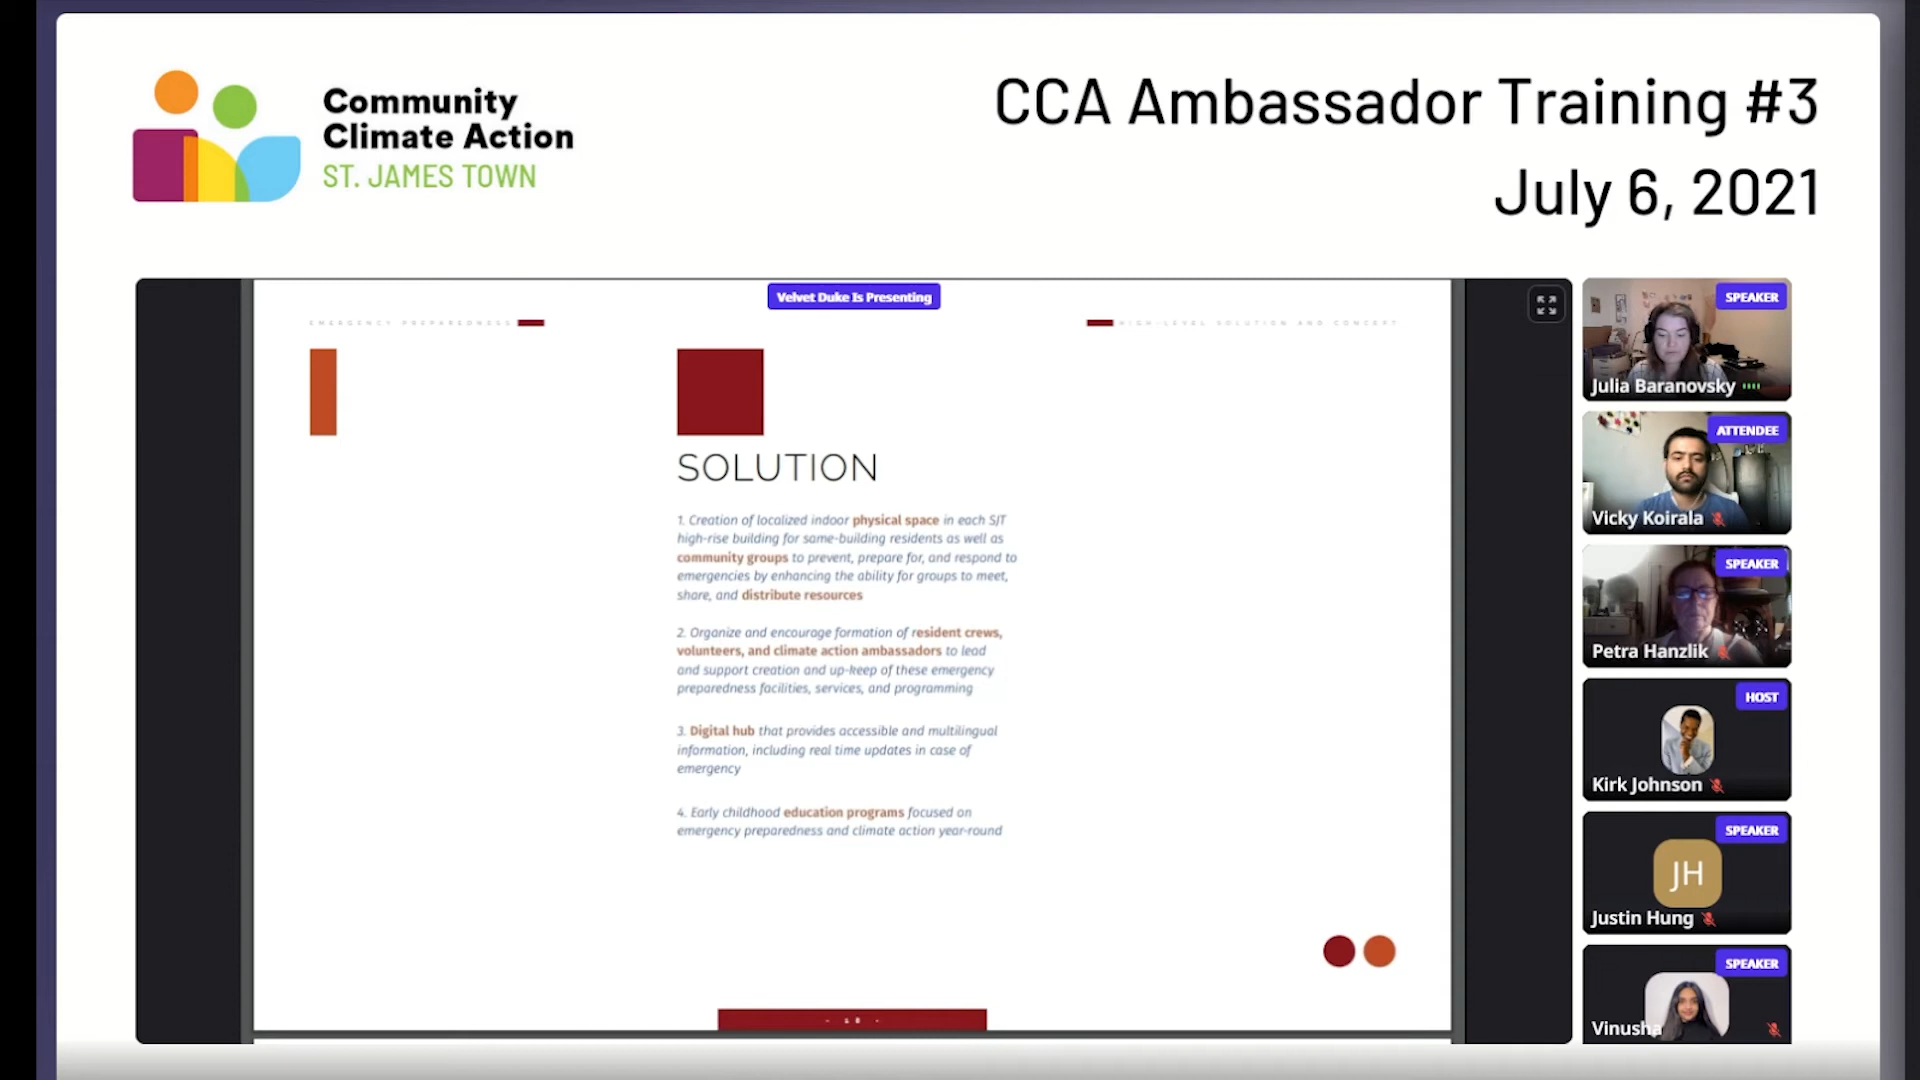 Community
Climate Action
ST. JAMES TOWN
CCA Ambassador Training #3
July 6, 2021
Velvet Duke Is Presenting
EMERGENCY PREPAREDNESS
HIGH-LEVEL SOLUTION AND CONCEPT
SOLUTION
1. Creation of localized indoor physical space in each SJT
high-rise building for same-building residents as well as
community groups to prevent, prepare for, and respond to
emergencies by enhancing the ability for groups to meet,
share, and distribute resources
2. Organize and encourage formation of resident crews,
volunteers, and climate action ambassadors to lead
and support creation and up-keep of these emergency
preparedness facilities, services, and programming
3. Digital hub that provides accessible and multilingual
information, including real time updates in case of
emergency
4. Early childhood education programs focused on
emergency preparedness and climate action year-round
SPEAKER
Julia Baranovsky
ATTENDEE
Vicky Koirala
SPEAKER
Petra Hanzlik
HOST
Kirk Johnson
SPEAKER
JH
Justin Hung
SPEAKER
Vinusha